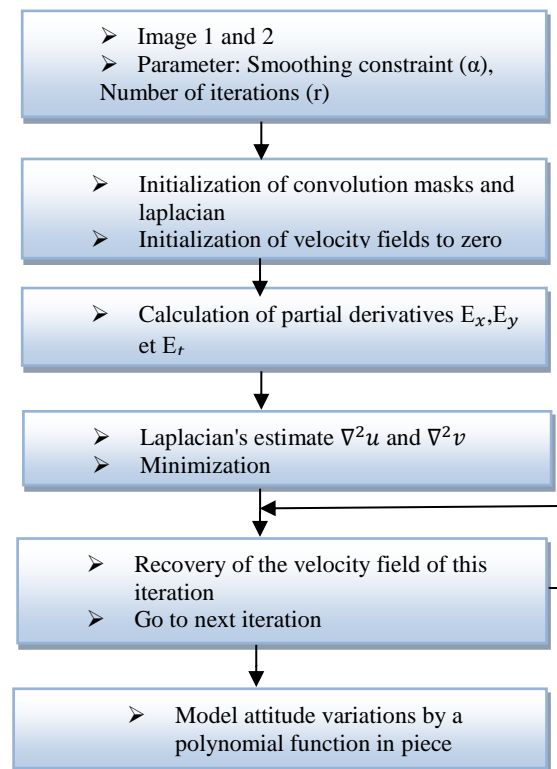 ➢ Image 1 and 2
➢ Parameter: Smoothing constraint (α),
Number of iterations (r)
➢ Initialization of convolution masks and
laplacian
➢ Initialization of velocity fields to zero
➢ Calculation of partial derivatives E𝑥,E𝑦
et E𝑡
➢ Laplacian's estimate ∇²𝑢 and ∇²𝑣
➢ Minimization
➢ Recovery of the velocity field of this
iteration
➢ Go to next iteration
➢ Model attitude variations by a
polynomial function in piece